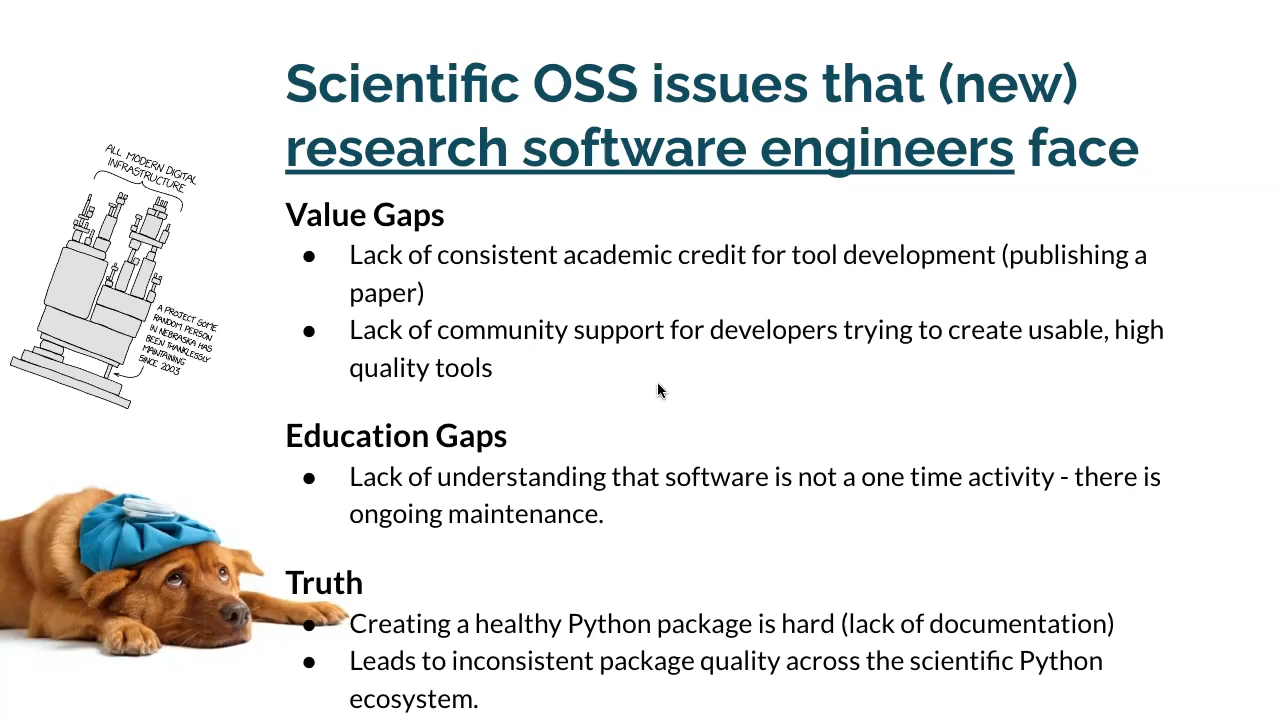 Scientific OSS issues that (new)
research software engineers face
ALL MODERN DIGITAL
INFRASTRUCTURE
A PROJECT SOME
RANDOM PERSON
IN NEBRASKA HAS
BEEN THANKLESSLY
MAINTAINING
SINCE 2003
Value Gaps
● Lack of consistent academic credit for tool development (publishing a
paper)
● Lack of community support for developers trying to create usable, high
quality tools
Education Gaps
● Lack of understanding that software is not a one time activity - there is
ongoing maintenance.
Truth
● Creating a healthy Python package is hard (lack of documentation)
● Leads to inconsistent package quality across the scientific Python
ecosystem.